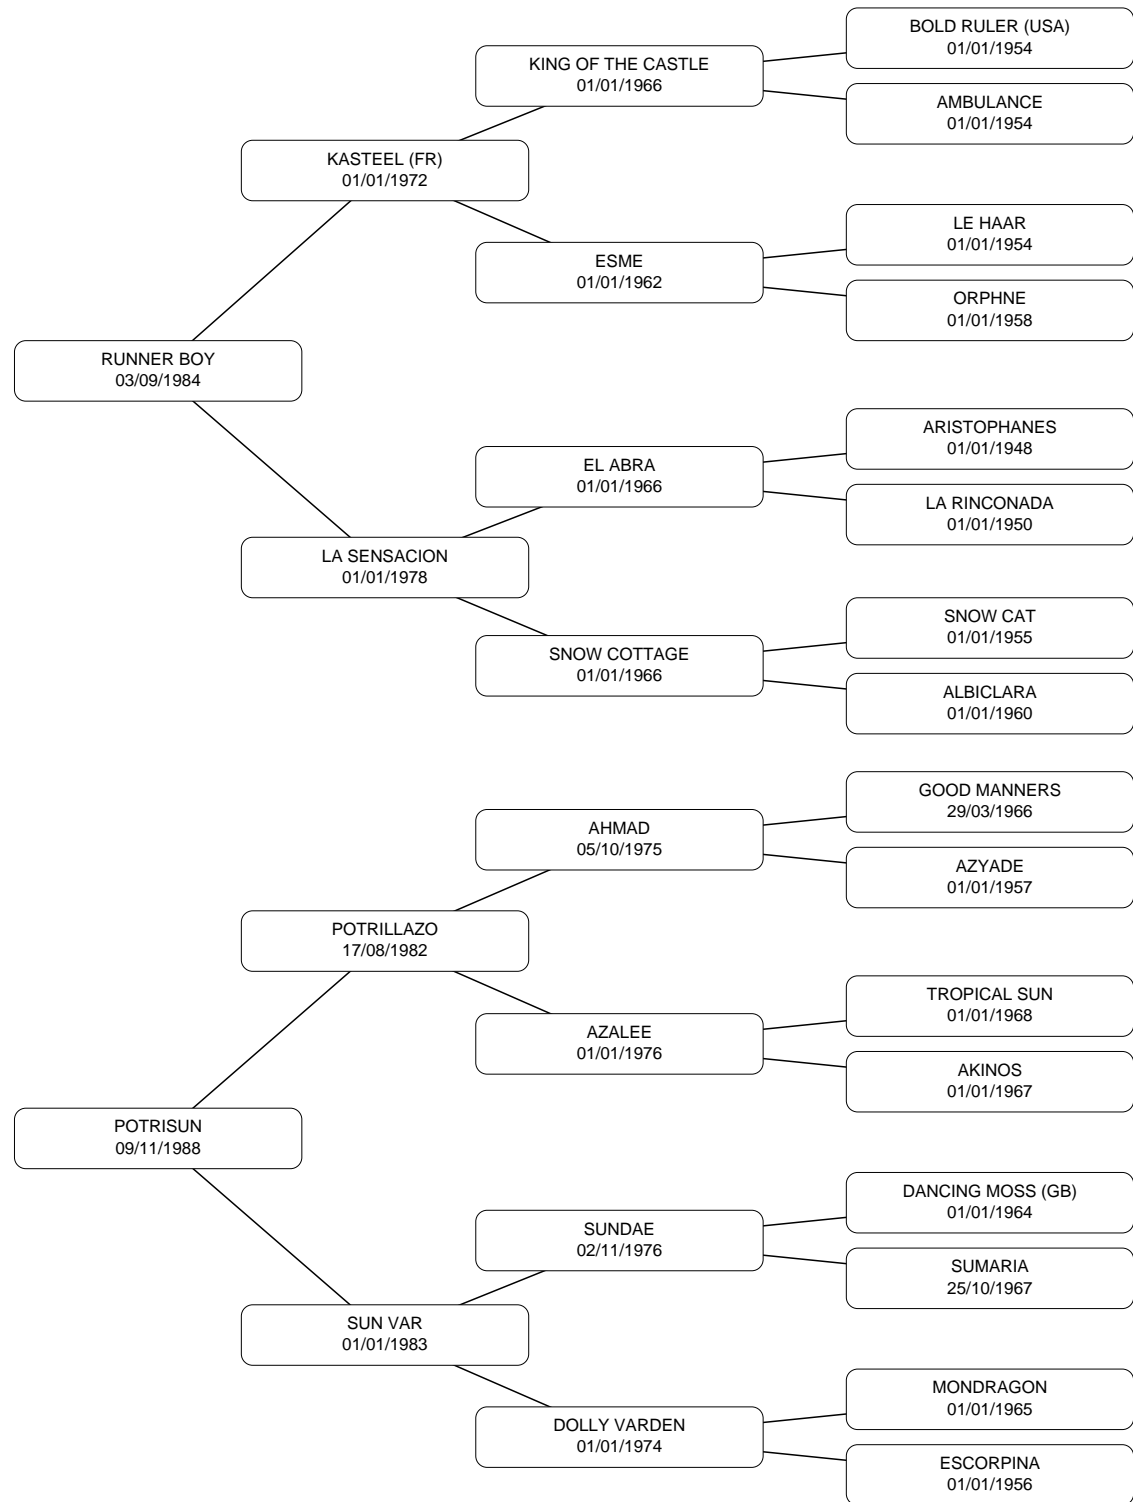 BOLD RULER (USA)
01/01/1954
KING OF THE CASTLE
01/01/1966
AMBULANCE
01/01/1954
KASTEEL (FR)
01/01/1972
LE HAAR
01/01/1954
ESME
01/01/1962
ORPHNE
01/01/1958
RUNNER BOY
03/09/1984
ARISTOPHANES
01/01/1948
EL ABRA
01/01/1966
LA RINCONADA
01/01/1950
LA SENSACION
01/01/1978
SNOW CAT
01/01/1955
SNOW COTTAGE
01/01/1966
ALBICLARA
01/01/1960
GOOD MANNERS
29/03/1966
AHMAD
05/10/1975
AZYADE
01/01/1957
POTRILLAZO
17/08/1982
TROPICAL SUN
01/01/1968
AZALEE
01/01/1976
AKINOS
01/01/1967
POTRISUN
09/11/1988
DANCING MOSS (GB)
01/01/1964
SUNDAE
02/11/1976
SUMARIA
25/10/1967
SUN VAR
01/01/1983
MONDRAGON
01/01/1965
DOLLY VARDEN
01/01/1974
ESCORPINA
01/01/1956